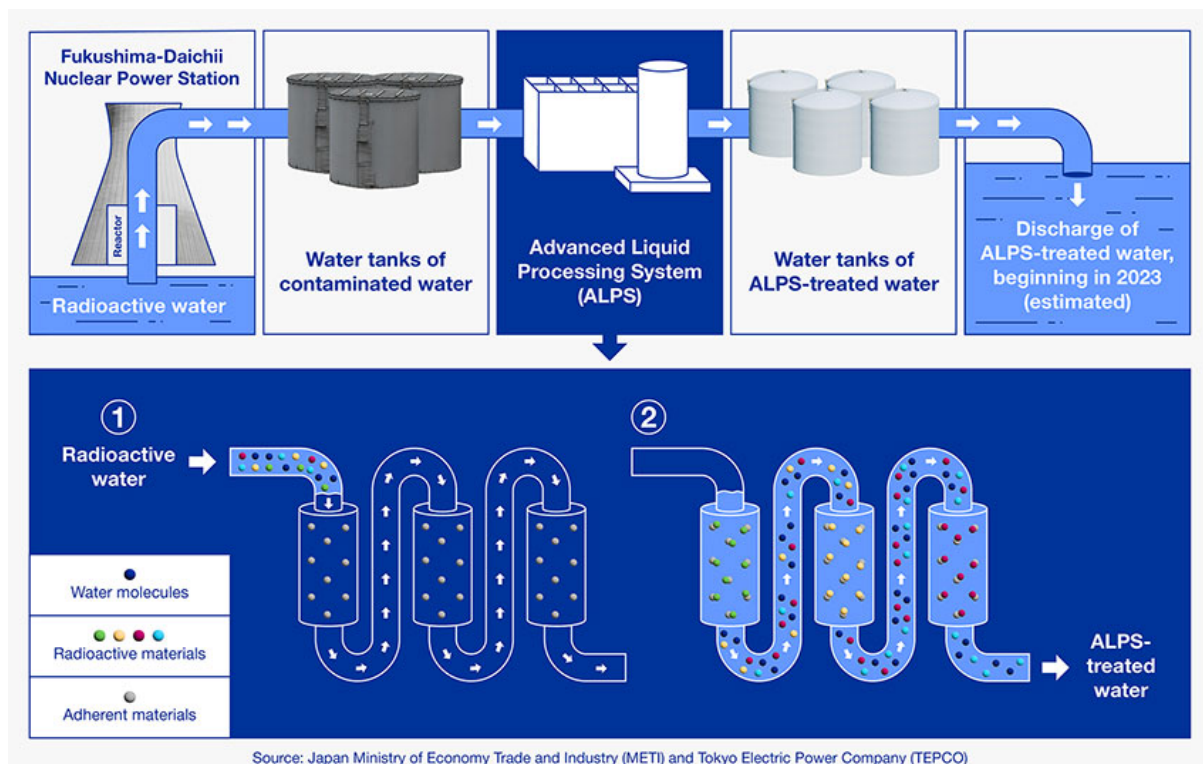 Fukushima-Daichii
Nuclear Power Station
Reactor
Radioactive water
Water tanks of
contaminated water
Advanced Liquid
Processing System
(ALPS)
Water tanks of
ALPS-treated water
Discharge of
ALPS-treated water,
beginning in 2023
(estimated)
1
Radioactive
water
2
ALPS-
treated
water
Water molecules
Radioactive materials
Adherent materials
Source: Japan Ministry of Economy Trade and Industry (METI) and Tokyo Electric Power Company (TEPCO)